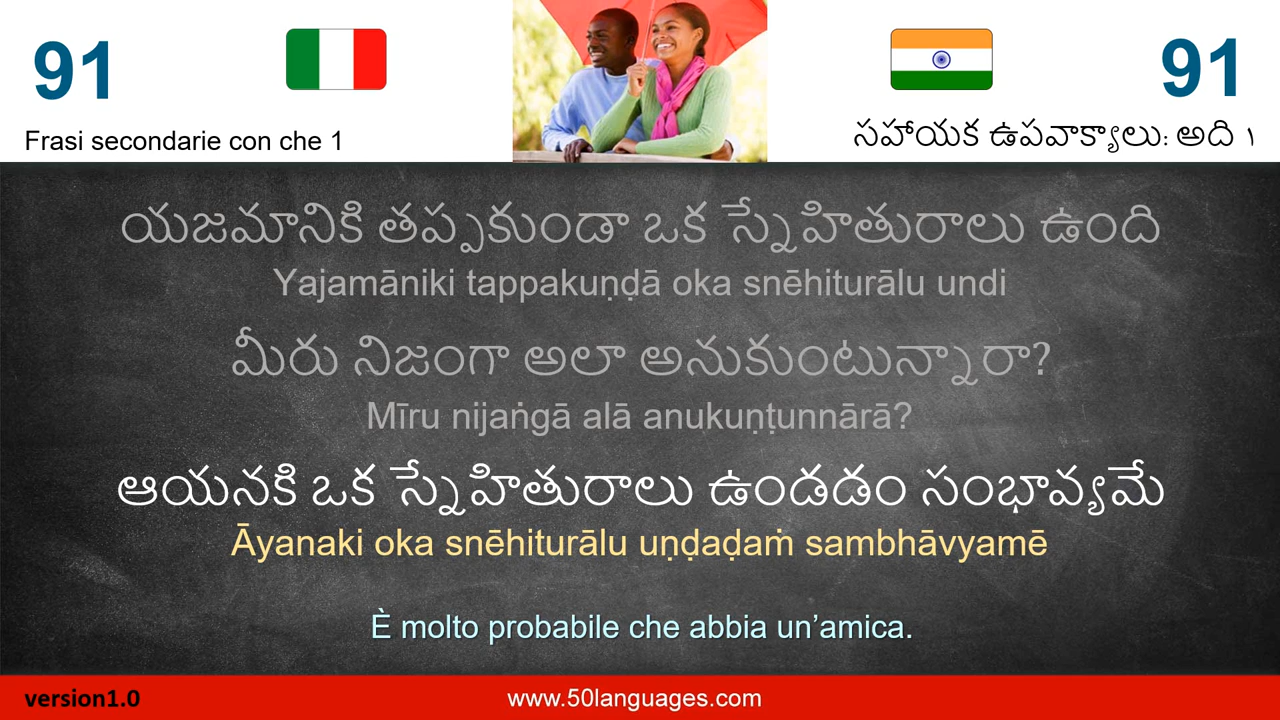 91
91
Frasi secondarie con che 1
సహాయక ఉపవాక్యాలు: అది ١
యజమానికి తప్పకుండా ఒక స్నేహితురాలు ఉంది
Yajamāniki tappakuṇḍā oka snēhiturālu undi
మీరు నిజంగా అలా అనుకుంటున్నారా?
Mīru nijaṅgā alā anukuṇṭunnārā?
ఆయనకి ఒక స్నేహితురాలు ఉండడం సంభావ్యమే
Āyanaki oka snēhiturālu uṇḍaḍaṁ sambhāvyamē
È molto probabile che abbia un’amica.
version1.0
www.50languages.com